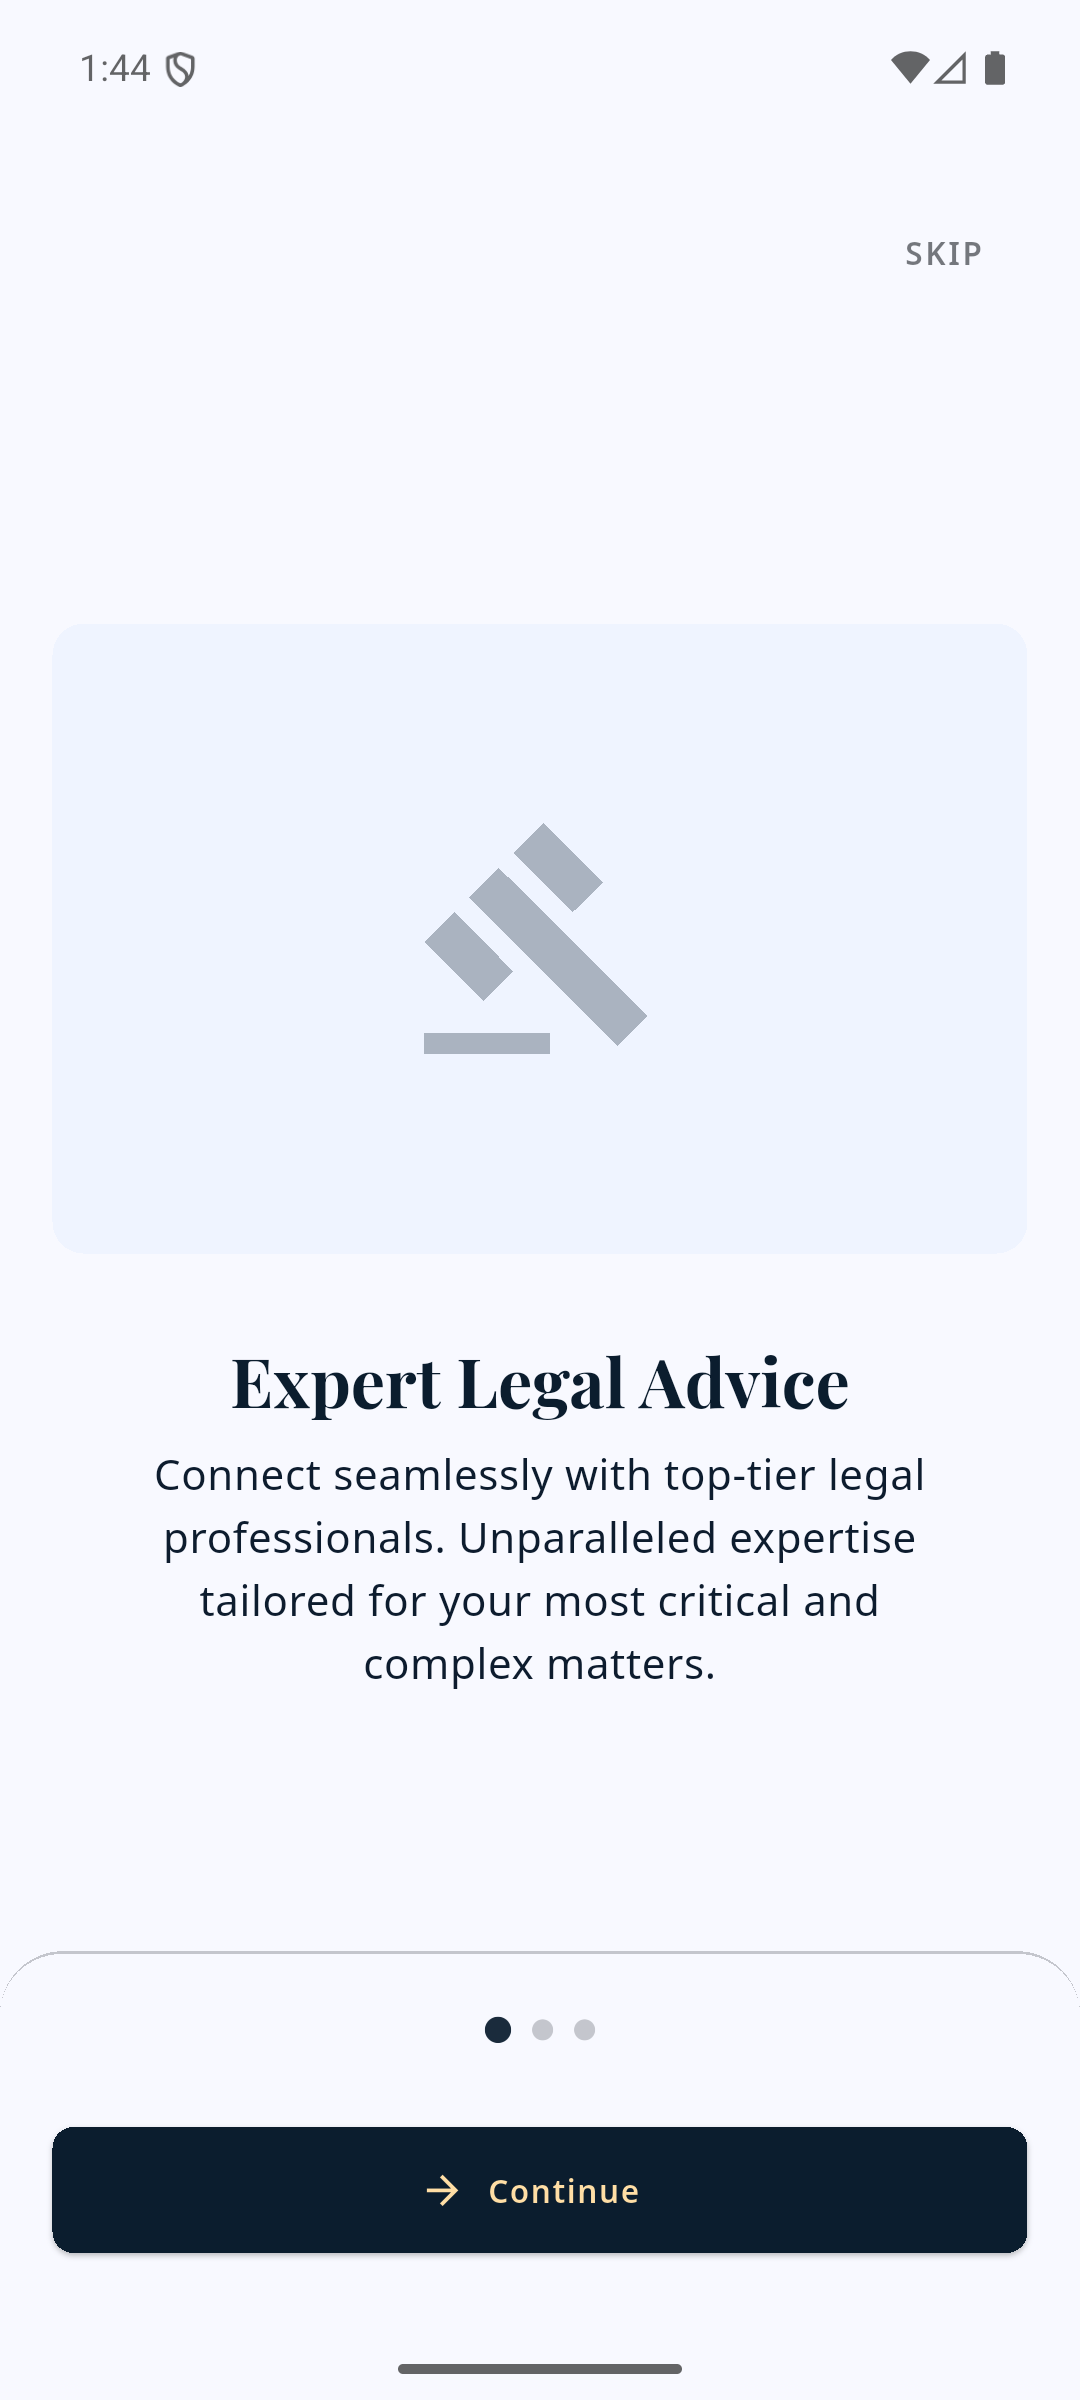 1:44
SKIP
Expert Legal Advice
Connect seamlessly with top-tier legal
professionals. Unparalleled expertise
tailored for your most critical and
complex matters.
Continue